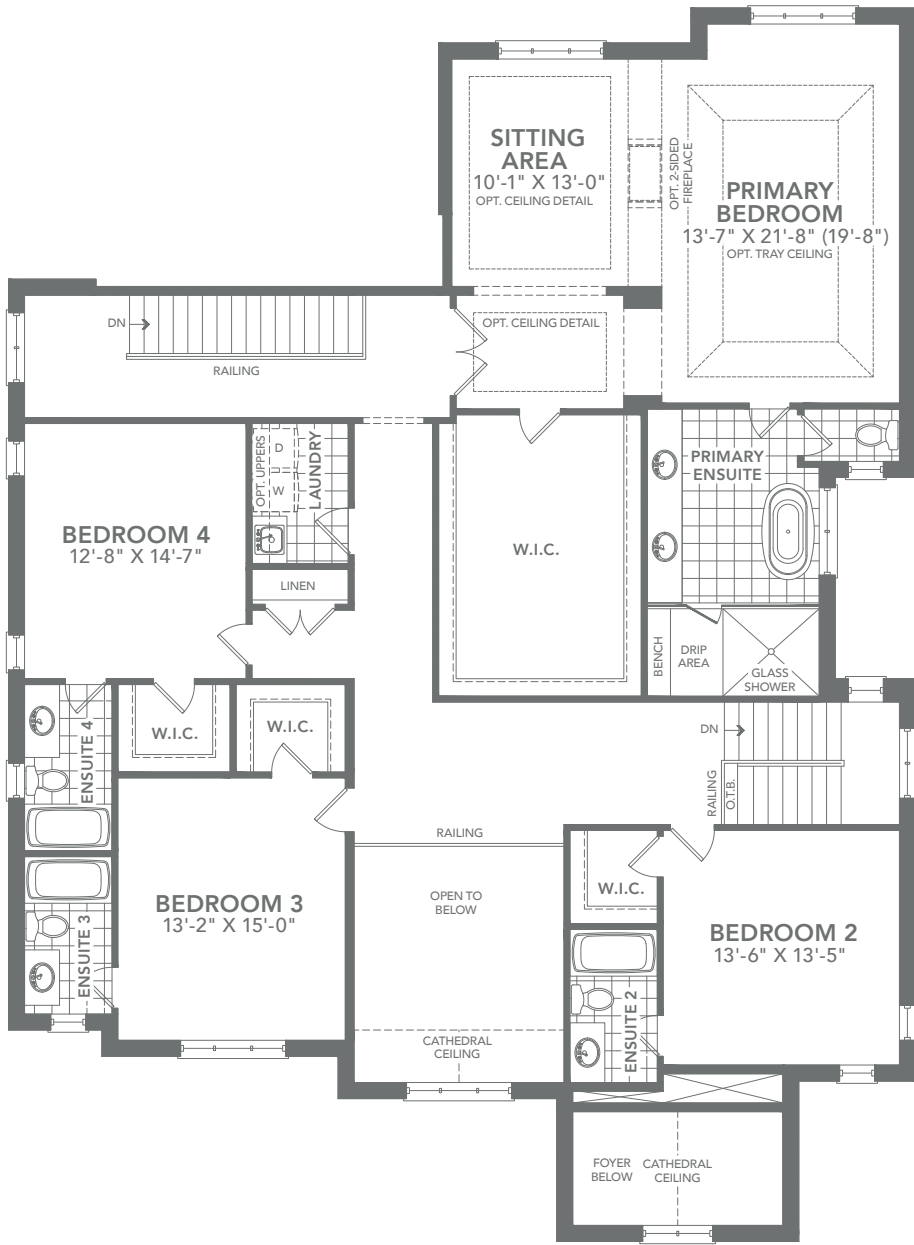 SITTING
AREA
10'-1" X 13'-0"
OPT. CEILING DETAIL
OPT. 2-SIDED
FIREPLACE
PRIMARY
BEDROOM
13'-7" X 21'-8" (19'-8")
OPT. TRAY CEILING
DN
RAILING
OPT. CEILING DETAIL
OPT. UPPERS
D
W
LAUNDRY
PRIMARY
ENSUITE
BEDROOM 4
12'-8" X 14'-7"
W.I.C.
LINEN
BENCH
DRIP
AREA
GLASS
SHOWER
ENSUITE 4
W.I.C.
W.I.C.
DN
RAILING
O.T.B.
RAILING
BEDROOM 3
13'-2" X 15'-0"
OPEN TO
BELOW
W.I.C.
BEDROOM 2
13'-6" X 13'-5"
ENSUITE 3
ENSUITE 2
CATHEDRAL
CEILING
FOYER
BELOW
CATHEDRAL
CEILING